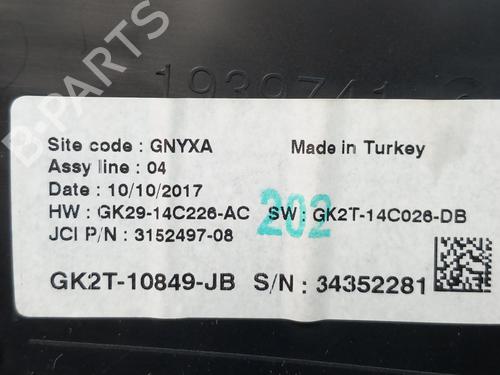 B-PARTS
1939741
Site code : GNYXA
Made in Turkey
Assy line : 04
Date : 10/10/2017
HW : GK29-14C226-AC SW : GK2T-14C026-DB
202
JCI P/N : 3152497-08
GK2T-10849-JB S/N : 34352281